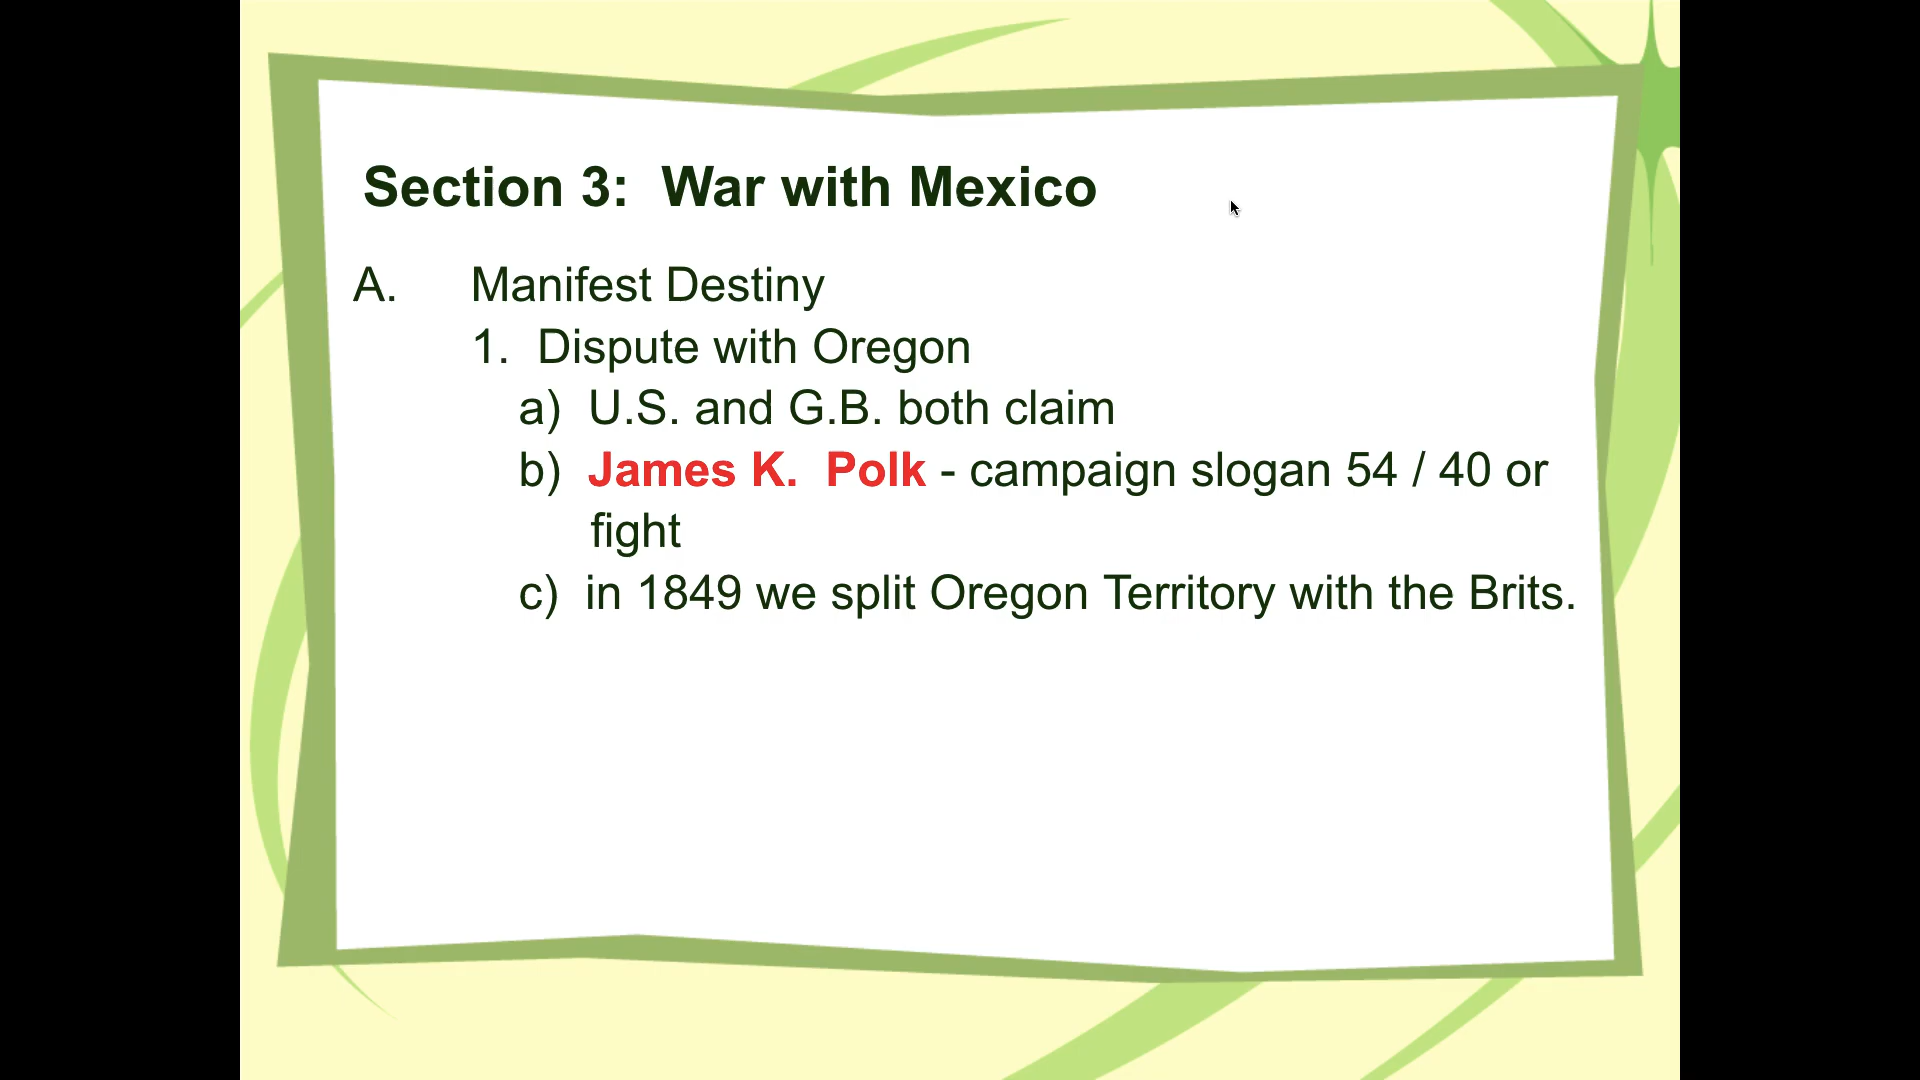 Section 3:  War with Mexico
A. Manifest Destiny
1.  Dispute with Oregon
a)  U.S. and G.B. both claim
b)  James K.  Polk - campaign slogan 54 / 40 or
fight
c)  in 1849 we split Oregon Territory with the Brits.